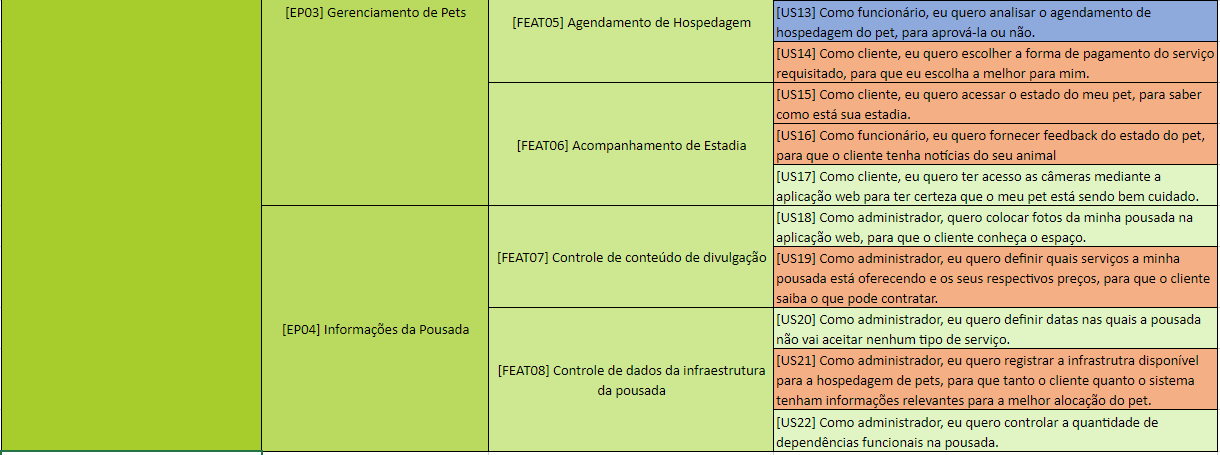 [EP03] Gerenciamento de Pets
[FEAT05] Agendamento de Hospedagem
[US13] Como funcionário, eu quero analisar o agendamento de
hospedagem do pet, para aprová-la ou não.
[US14] Como cliente, eu quero escolher a forma de pagamento do serviço
requisitado, para que eu escolha a melhor para mim.
[FEAT06] Acompanhamento de Estadia
[US15] Como cliente, eu quero acessar o estado do meu pet, para saber
como está sua estadia.
[US16] Como funcionário, eu quero fornecer feedback do estado do pet,
para que o cliente tenha notícias do seu animal
[US17] Como cliente, eu quero ter acesso as câmeras mediante a
aplicação web para ter certeza que o meu pet está sendo bem cuidado.
[EP04] Informações da Pousada
[FEAT07] Controle de conteúdo de divulgação
[US18] Como administrador, quero colocar fotos da minha pousada na
aplicação web, para que o cliente conheça o espaço.
[US19] Como administrador, eu quero definir quais serviços a minha
pousada está oferecendo e os seus respectivos preços, para que o cliente
saiba o que pode contratar.
[FEAT08] Controle de dados da infraestrutura
da pousada
[US20] Como administrador, eu quero definir datas nas quais a pousada
não vai aceitar nenhum tipo de serviço.
[US21] Como administrador, eu quero registrar a infrastrutra disponível
para a hospedagem de pets, para que tanto o cliente quanto o sistema
tenham informações relevantes para a melhor alocação do pet.
[US22] Como administrador, eu quero controlar a quantidade de
dependências funcionais na pousada.